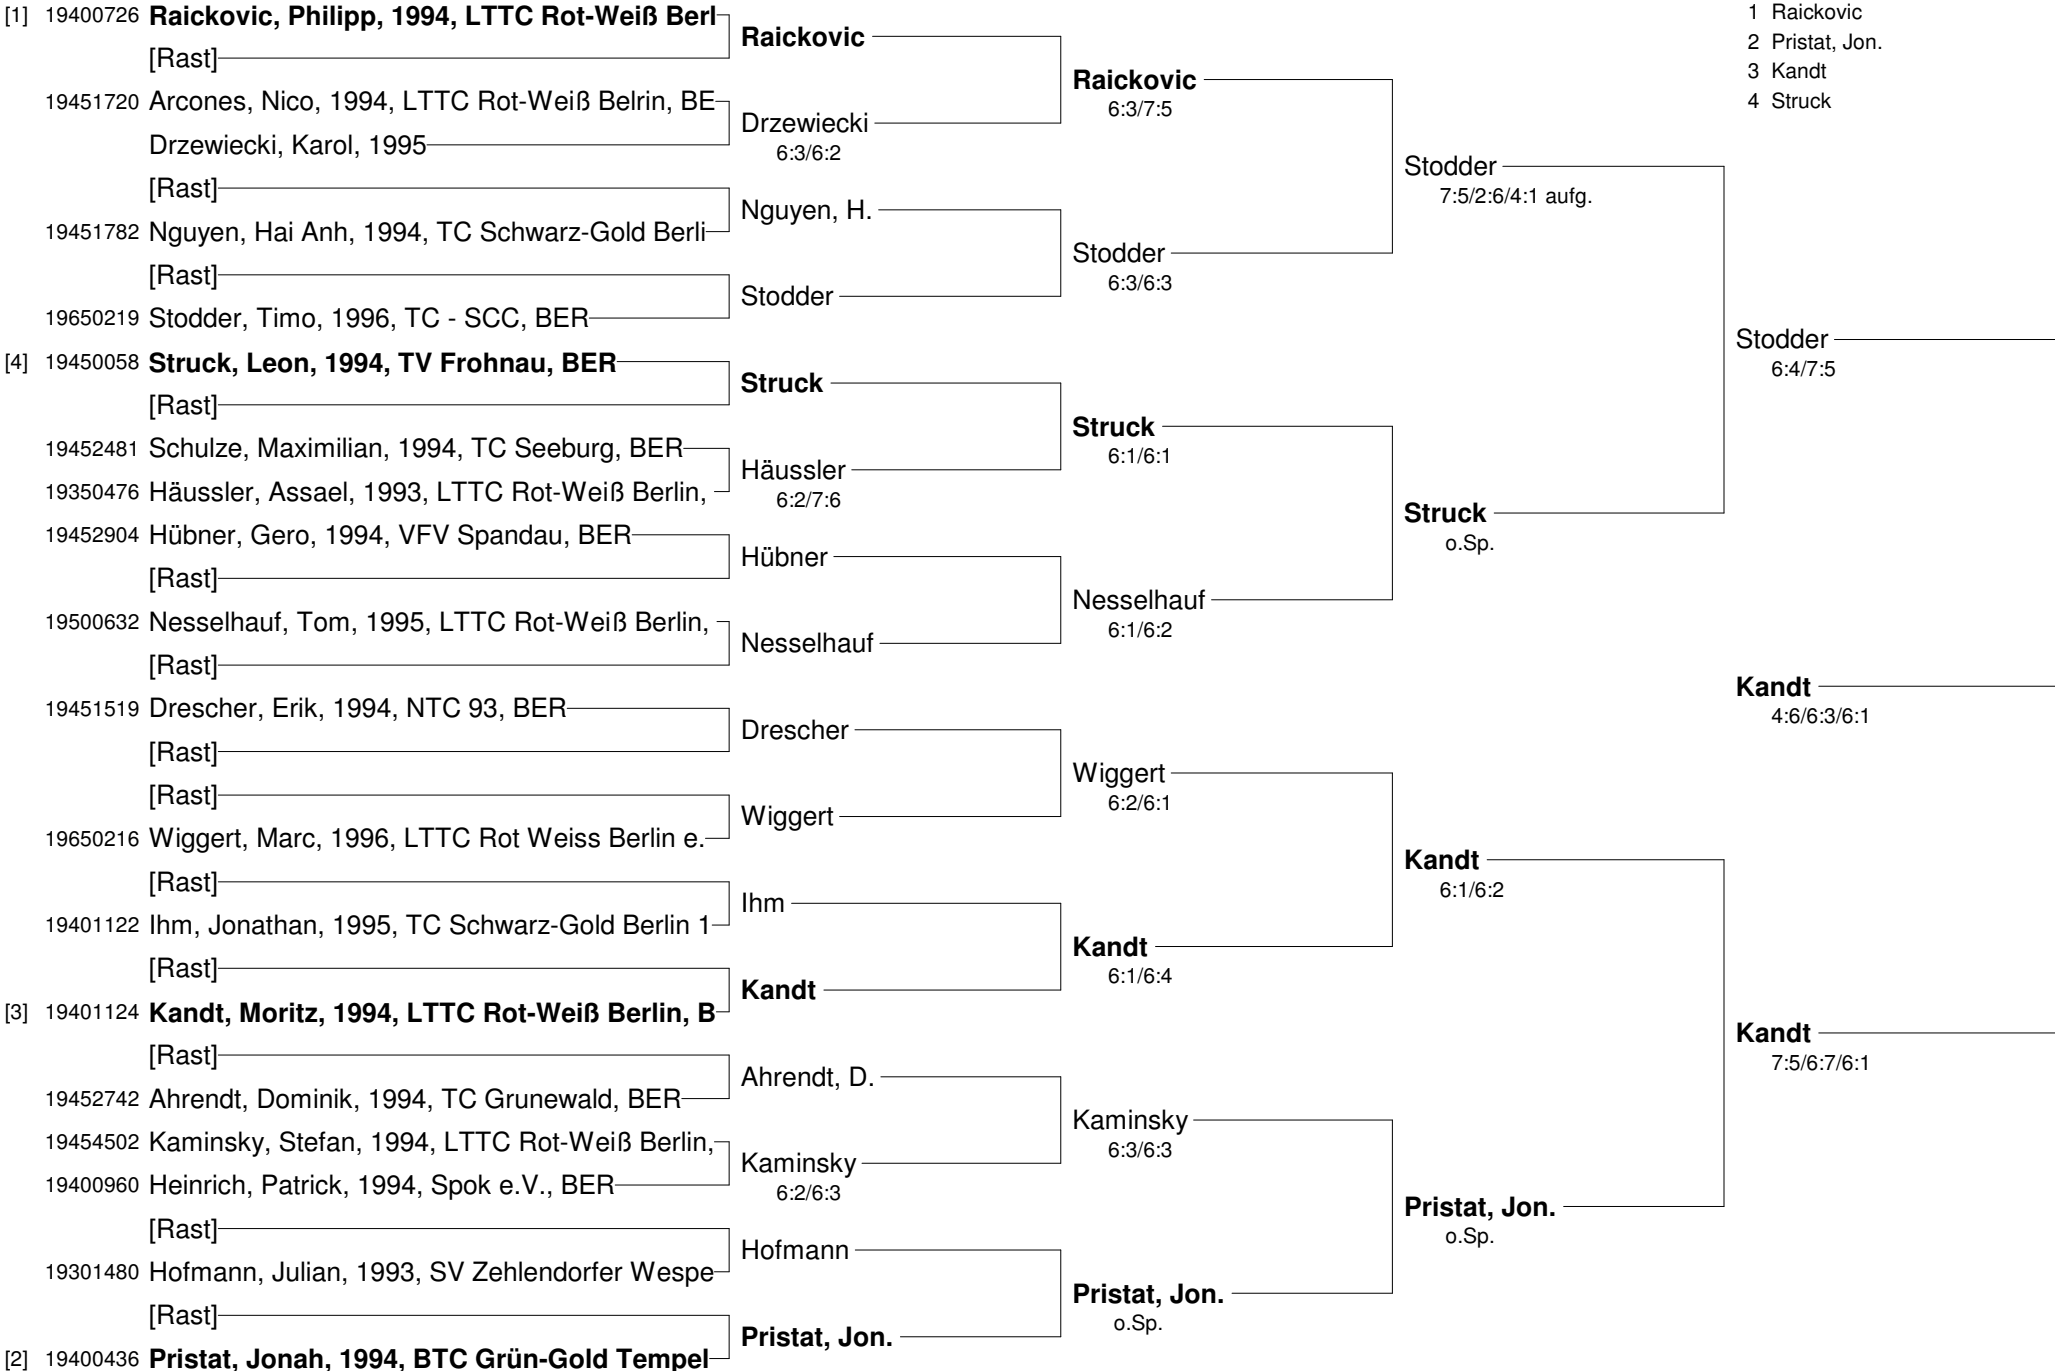 [1] 19400726 Raickovic, Philipp, 1994, LTTC Rot-Weiß Berl
[Rast]
19451720 Arcones, Nico, 1994, LTTC Rot-Weiß Belrin, BE
Drzewiecki, Karol, 1995
[Rast]
19451782 Nguyen, Hai Anh, 1994, TC Schwarz-Gold Berli
[Rast]
19650219 Stodder, Timo, 1996, TC - SCC, BER
[4] 19450058 Struck, Leon, 1994, TV Frohnau, BER
[Rast]
19452481 Schulze, Maximilian, 1994, TC Seeburg, BER
19350476 Häussler, Assael, 1993, LTTC Rot-Weiß Berlin,
19452904 Hübner, Gero, 1994, VFV Spandau, BER
[Rast]
19500632 Nesselhauf, Tom, 1995, LTTC Rot-Weiß Berlin,
[Rast]
19451519 Drescher, Erik, 1994, NTC 93, BER
[Rast]
[Rast]
19650216 Wiggert, Marc, 1996, LTTC Rot Weiss Berlin e.
[Rast]
19401122 Ihm, Jonathan, 1995, TC Schwarz-Gold Berlin 1
[Rast]
[3] 19401124 Kandt, Moritz, 1994, LTTC Rot-Weiß Berlin, B
[Rast]
19452742 Ahrendt, Dominik, 1994, TC Grunewald, BER
19454502 Kaminsky, Stefan, 1994, LTTC Rot-Weiß Berlin,
19400960 Heinrich, Patrick, 1994, Spok e.V., BER
[Rast]
19301480 Hofmann, Julian, 1993, SV Zehlendorfer Wespe
[Rast]
[2] 19400436 Pristat, Jonah, 1994, BTC Grün-Gold Tempel
Raickovic
Drzewiecki
6:3/6:2
Nguyen, H.
Stodder
Struck
Häussler
6:2/7:6
Hübner
Nesselhauf
Drescher
Wiggert
Ihm
Kandt
Ahrendt, D.
Kaminsky
6:2/6:3
Hofmann
Pristat, Jon.
Raickovic
6:3/7:5
Stodder
6:3/6:3
Struck
6:1/6:1
Nesselhauf
6:1/6:2
Wiggert
6:2/6:1
Kandt
6:1/6:4
Kaminsky
6:3/6:3
Pristat, Jon.
o.Sp.
Stodder
7:5/2:6/4:1 aufg.
Struck
o.Sp.
Kandt
6:1/6:2
Pristat, Jon.
o.Sp.
1 Raickovic
2 Pristat, Jon.
3 Kandt
4 Struck
Stodder
6:4/7:5
Kandt
4:6/6:3/6:1
Kandt
7:5/6:7/6:1